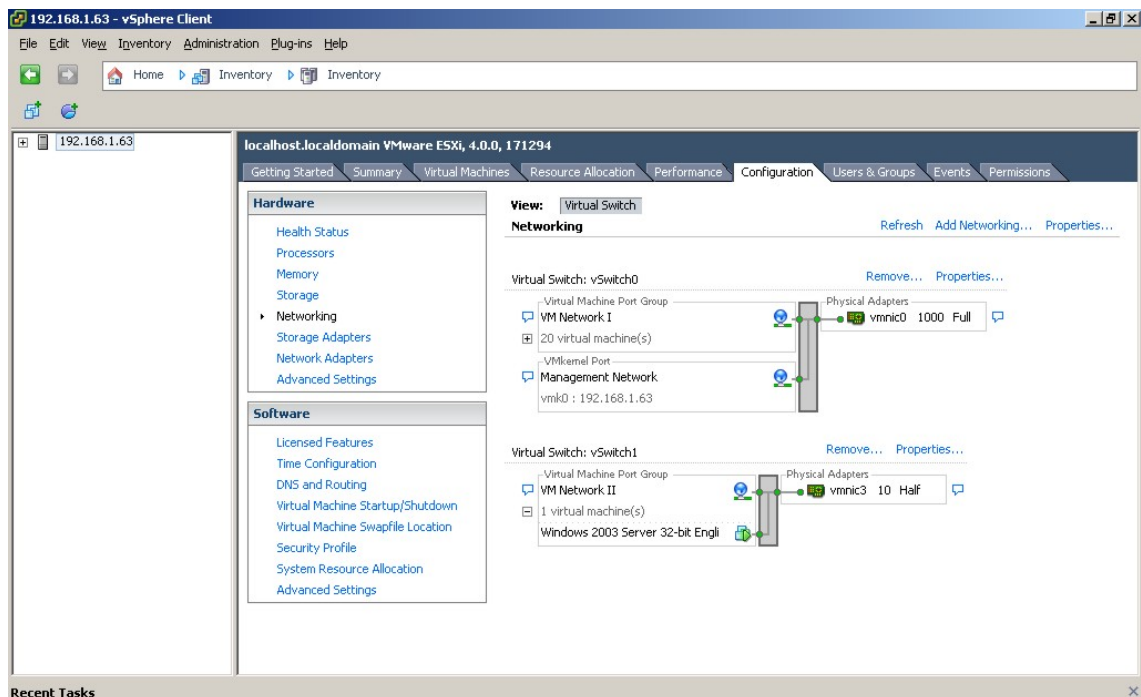 192.168.1.63 - vSphere Client
File Edit View Inventory Administration Plug-ins Help
Home Inventory Inventory
192.168.1.63
localhost.localdomain VMware ESXi, 4.0.0, 171294
Getting Started Summary Virtual Machines Resource Allocation Performance Configuration Users & Groups Events Permissions
Hardware
Health Status
Processors
Memory
Storage
Networking
Storage Adapters
Network Adapters
Advanced Settings
Software
Licensed Features
Time Configuration
DNS and Routing
Virtual Machine Startup/Shutdown
Virtual Machine Swapfile Location
Security Profile
System Resource Allocation
Advanced Settings
View: Virtual Switch
Networking Refresh Add Networking... Properties...
Virtual Switch: vSwitch0 Remove... Properties...
Virtual Machine Port Group Physical Adapters
VM Network I vmnic0 1000 Full
20 virtual machine(s)
VMkernel Port
Management Network
vmk0 : 192.168.1.63
Virtual Switch: vSwitch1 Remove... Properties...
Virtual Machine Port Group Physical Adapters
VM Network II vmnic3 10 Half
1 virtual machine(s)
Windows 2003 Server 32-bit Engli
Recent Tasks